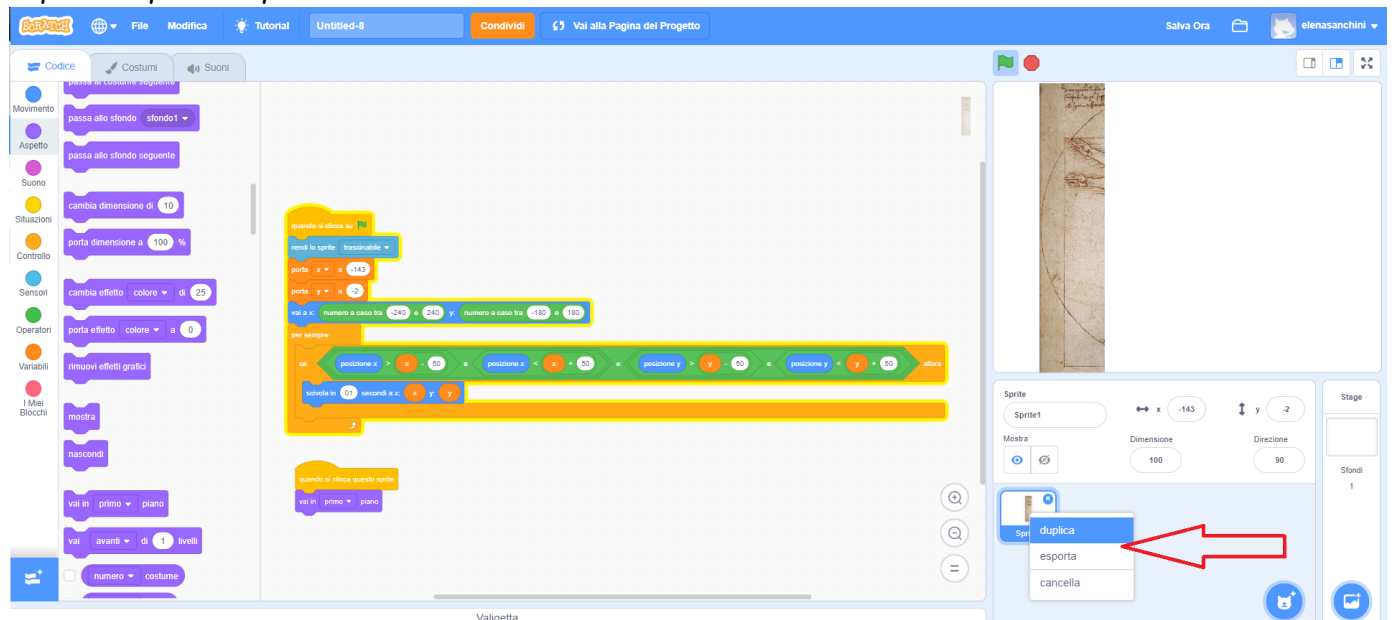 SCRATCH File Modifica Tutorial Untitled-8 Condividi Vai alla Pagina del Progetto Salva Ora elenasanchini
Codice Costumi Suoni
Movimento
Aspetto
Suono
Situazioni
Controllo
Sensori
Operatori
Variabili
I Miei
Blocchi
passa al costume seguente
passa allo sfondo sfondo1
passa allo sfondo seguente
cambia dimensione di 10
porta dimensione a 100 %
cambia effetto colore di 25
porta effetto colore a 0
rimuovi effetti grafici
mostra
nascondi
vai in primo piano
vai avanti di 1 livelli
numero costume
quando si clicca su
rendi lo sprite trascinabile
porta x a -143
porta y a -2
vai a x: numero a caso tra -240 e 240 y: numero a caso tra -180 e 180
per sempre
se posizione x > x - 50 e posizione x < x + 50 e posizione y > y - 50 e posizione y < y + 50 allora
scivola in 01 secondi a x: x y: y
quando si clicca questo sprite
vai in primo piano
Valigetta
Sprite
Sprite1 x -143 y -2
Mostra Dimensione Direzione
100 90
Spr
duplica
esporta
cancella
Stage
Sfondi
1